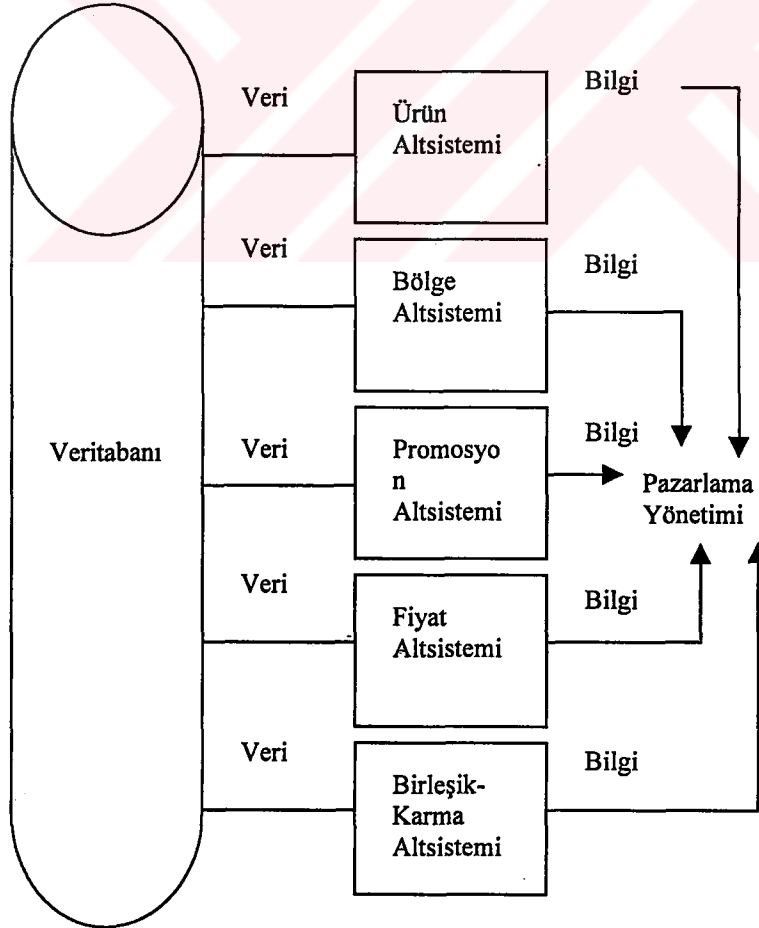 Veri
Ürün
Altsistemi
Bilgi
Veri
Bölge
Altsistemi
Bilgi
Veritabanı
Veri
Promosyo
n
Altsistemi
Bilgi
Pazarlama
Yönetimi
Veri
Fiyat
Altsistemi
Bilgi
Veri
Birleşik-
Karma
Altsistemi
Bilgi